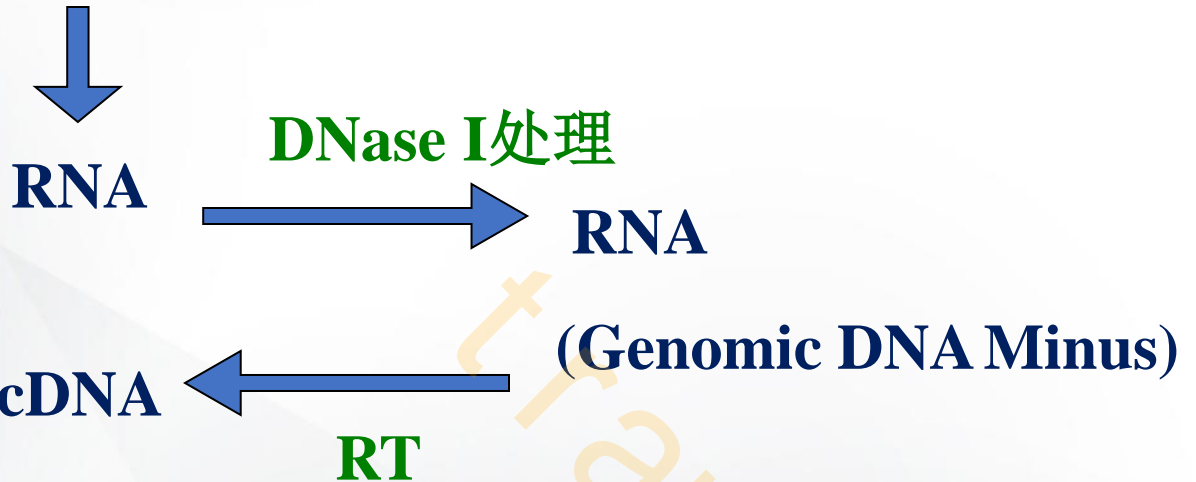 DNase I处理
RNA
RNA
(Genomic DNA Minus)
cDNA
RT